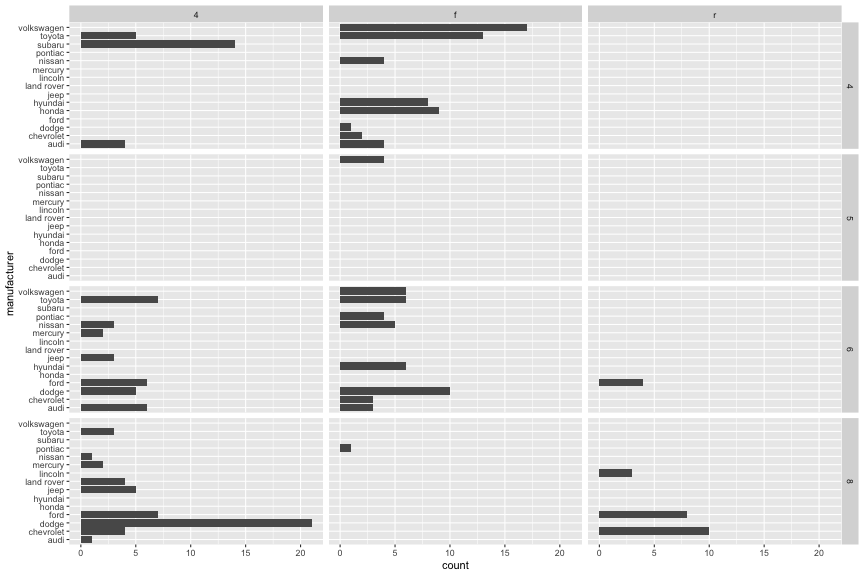 4 f r
volkswagen
toyota
subaru
pontiac
nissan
mercury
lincoln
land rover
jeep
hyundai
honda
ford
dodge
chevrolet
audi
4
volkswagen
toyota
subaru
pontiac
nissan
mercury
lincoln
land rover
jeep
hyundai
honda
ford
dodge
chevrolet
audi
5
volkswagen
toyota
subaru
pontiac
nissan
mercury
lincoln
land rover
jeep
hyundai
honda
ford
dodge
chevrolet
audi
6
volkswagen
toyota
subaru
pontiac
nissan
mercury
lincoln
land rover
jeep
hyundai
honda
ford
dodge
chevrolet
audi
8
0 5 10 15 20 0 5 10 15 20 0 5 10 15 20
count
manufacturer